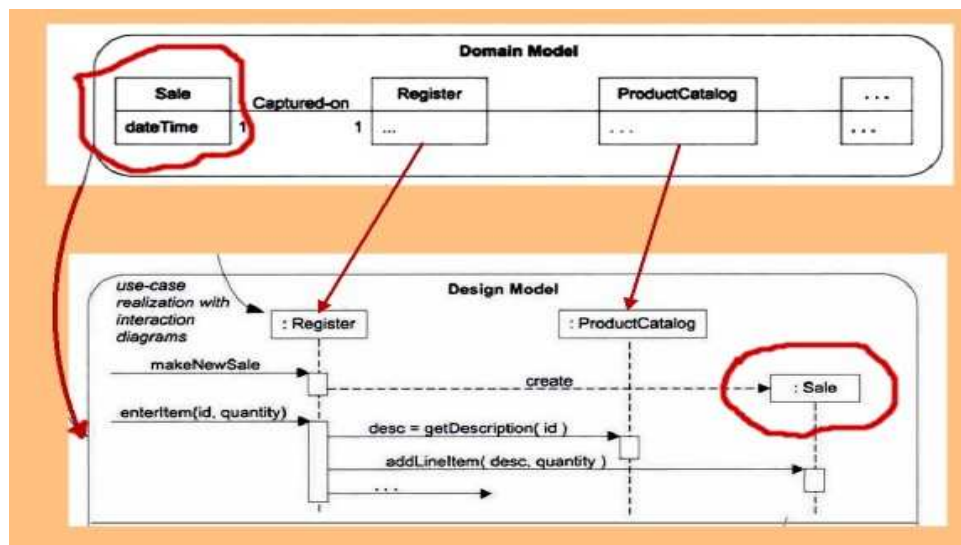 Domain Model
Sale
Captured-on
Register
ProductCatalog
. . .
dateTime
1
1
...
. . .
...
use-case
realization with
interaction
diagrams
Design Model
: Register
: ProductCatalog
makeNewSale
create
: Sale
enterItem(id, quantity)
desc = getDescription( id )
addLineItem( desc, quantity )
. . .